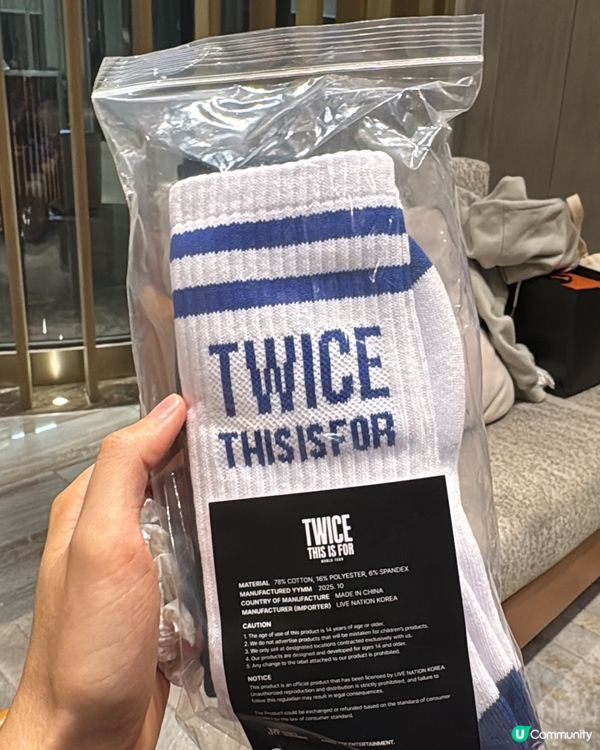 TWICE
THIS IS FOR
TWICE
THIS IS FOR
WORLD TOUR
MATERIAL 78% COTTON, 16% POLYESTER, 6% SPANDEX
MANUFACTURED YYMM 2025. 10
COUNTRY OF MANUFACTURE MADE IN CHINA
MANUFACTURER (IMPORTER) LIVE NATION KOREA
CAUTION
1. The age of use of this product is 14 years of age or older.
2. We do not advertise products that will be mistaken for children's products.
3. We only sell at designated locations contracted exclusively with us.
4. Our products are designed and developed for ages 14 and older.
5. Any change to the label attached to our product is prohibited.
NOTICE
This product is an official product that has been licensed by LIVE NATION KOREA.
Unauthorized reproduction and distribution is strictly prohibited, and failure to
follow this regulation may result in legal consequences.
The Product could be exchanged or refunded based on the standard of consumer
the law of consumer standard.
ENTERTAINMENT.
U Community